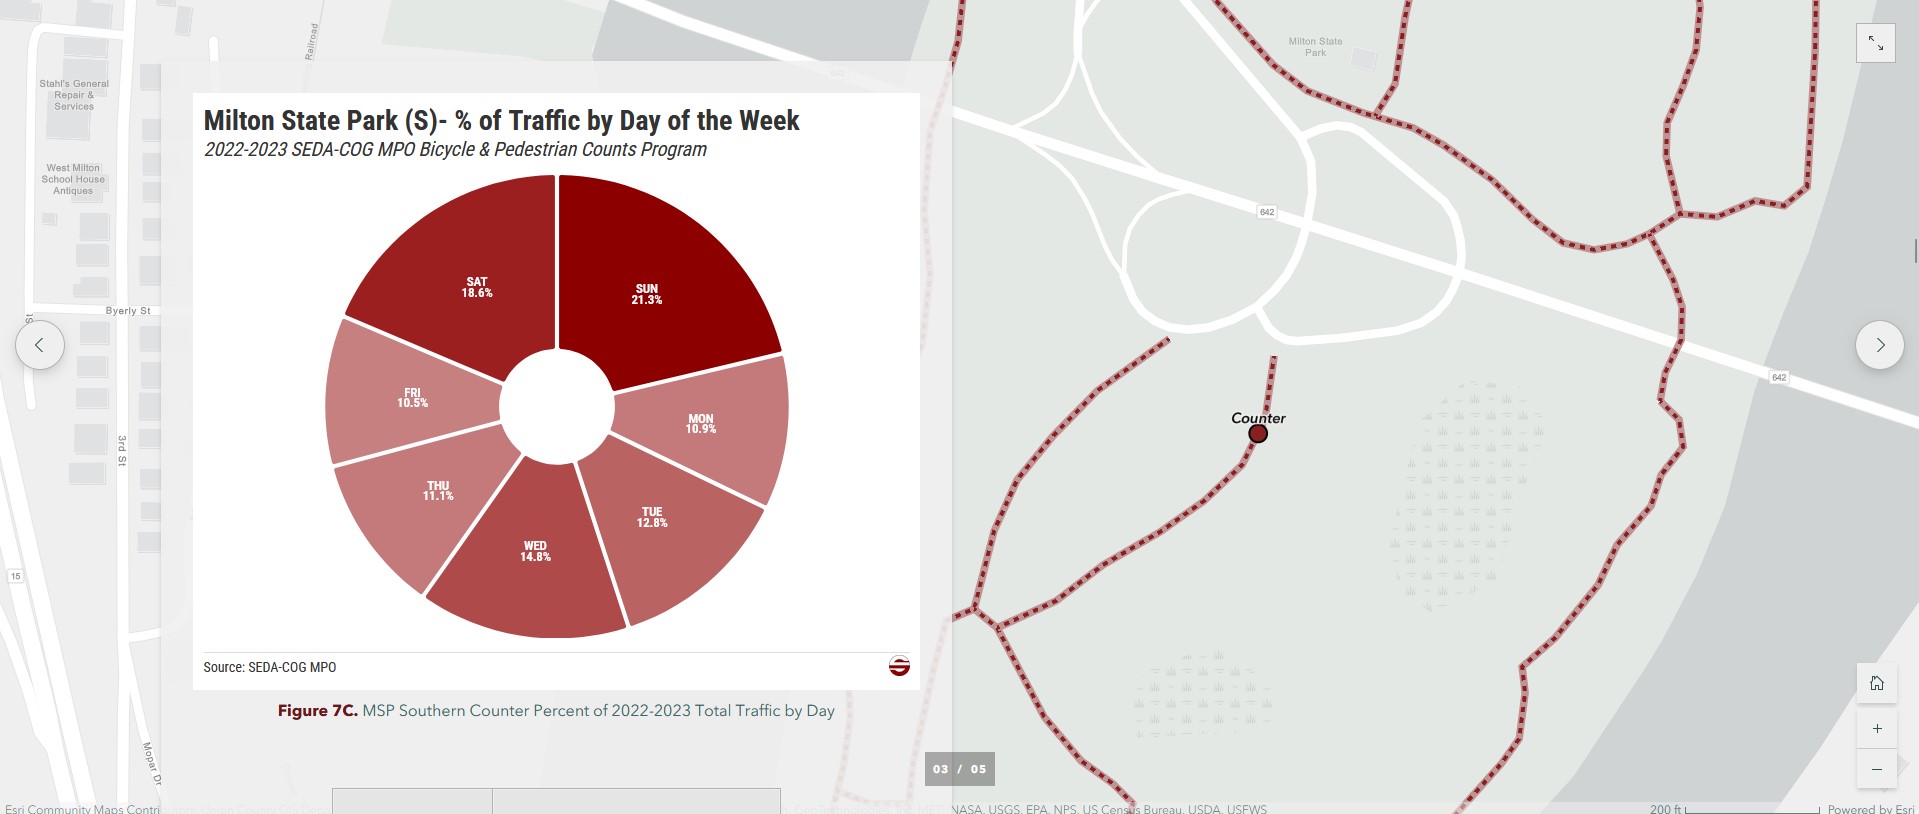 Milton State Park (S)- % of Traffic by Day of the Week
2022-2023 SEDA-COG MPO Bicycle & Pedestrian Counts Program
SUN
21.3%
MON
10.9%
TUE
12.8%
WED
14.8%
THU
11.1%
FRI
10.5%
SAT
18.6%
Source: SEDA-COG MPO
Figure 7C. MSP Southern Counter Percent of 2022-2023 Total Traffic by Day
Stahl's General
Repair &
Services
West Milton
School House
Antiques
Railroad
Byerly St
St
3rd St
15
Mopar Dr
Milton State
Park
642
642
642
Counter
03 / 05
Esri Community Maps Contri
NASA, USGS, EPA, NPS, US Census Bureau, USDA, USFWS
200 ft
Powered by Esri